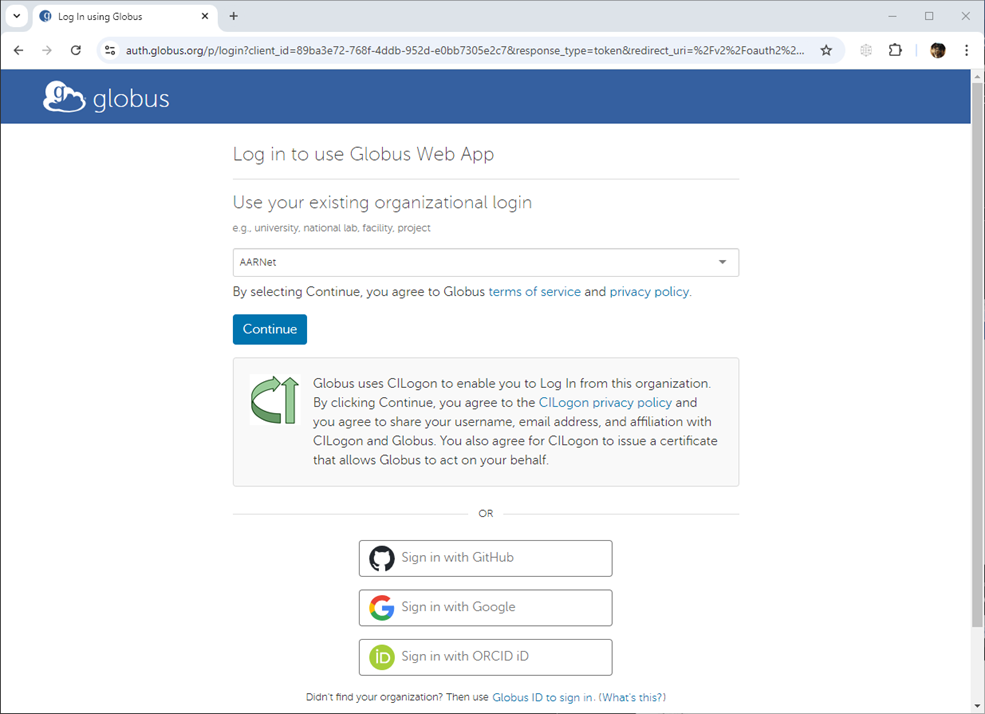 Log In using Globus
auth.globus.org/p/login?client_id=89ba3e72-768f-4ddb-952d-e0bb7305e2c7&response_type=token&redirect_uri=%2Fv2%2Foauth2%2...
globus
Log in to use Globus Web App
Use your existing organizational login
e.g., university, national lab, facility, project
AARNet
By selecting Continue, you agree to Globus terms of service and privacy policy.
Continue
Globus uses CILogon to enable you to Log In from this organization.
By clicking Continue, you agree to the CILogon privacy policy and
you agree to share your username, email address, and affiliation with
CILogon and Globus. You also agree for CILogon to issue a certificate
that allows Globus to act on your behalf.
OR
Sign in with GitHub
Sign in with Google
iD Sign in with ORCID iD
Didn't find your organization? Then use Globus ID to sign in. (What's this?)